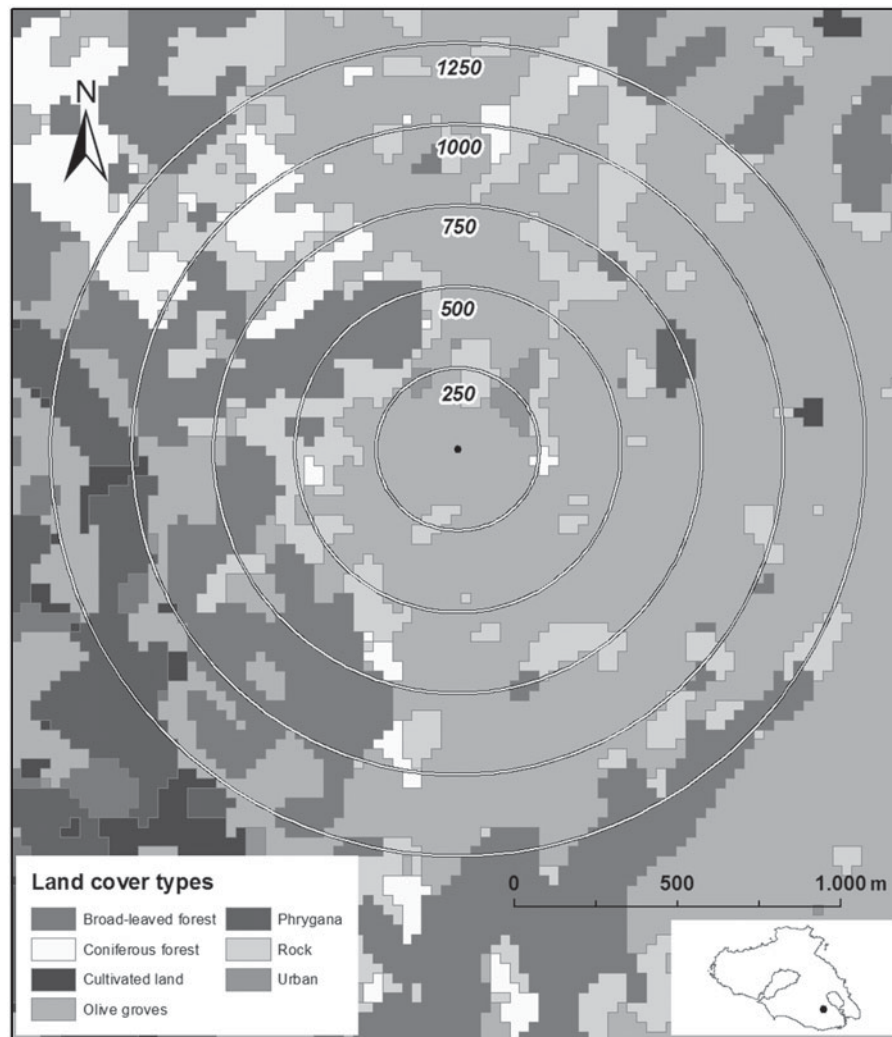 N
1250
1000
750
500
250
Land cover types
Broad-leaved forest
Coniferous forest
Cultivated land
Olive groves
Phrygana
Rock
Urban
0 500 1.000 m